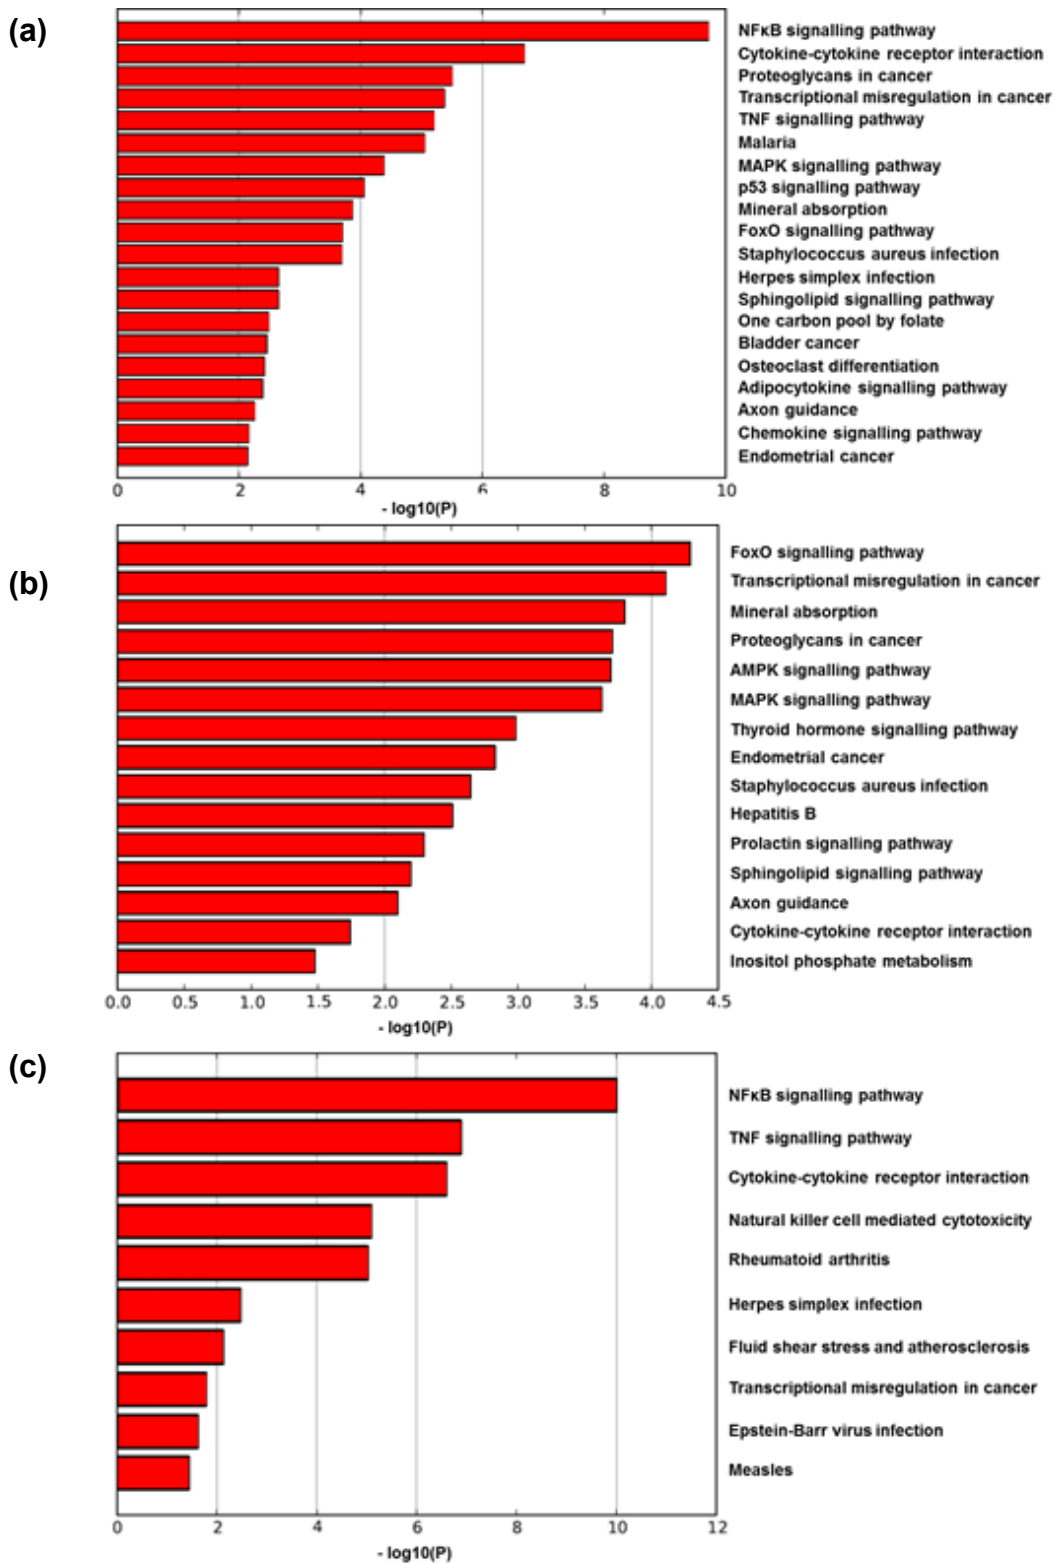 (a)
NFκB signalling pathway
Cytokine-cytokine receptor interaction
Proteoglycans in cancer
Transcriptional misregulation in cancer
TNF signalling pathway
Malaria
MAPK signalling pathway
p53 signalling pathway
Mineral absorption
FoxO signalling pathway
Staphylococcus aureus infection
Herpes simplex infection
Sphingolipid signalling pathway
One carbon pool by folate
Bladder cancer
Osteoclast differentiation
Adipocytokine signalling pathway
Axon guidance
Chemokine signalling pathway
Endometrial cancer
0 2 4 6 8 10
- log10(P)
(b)
FoxO signalling pathway
Transcriptional misregulation in cancer
Mineral absorption
Proteoglycans in cancer
AMPK signalling pathway
MAPK signalling pathway
Thyroid hormone signalling pathway
Endometrial cancer
Staphylococcus aureus infection
Hepatitis B
Prolactin signalling pathway
Sphingolipid signalling pathway
Axon guidance
Cytokine-cytokine receptor interaction
Inositol phosphate metabolism
0.0 0.5 1.0 1.5 2.0 2.5 3.0 3.5 4.0 4.5
- log10(P)
(c)
NFκB signalling pathway
TNF signalling pathway
Cytokine-cytokine receptor interaction
Natural killer cell mediated cytotoxicity
Rheumatoid arthritis
Herpes simplex infection
Fluid shear stress and atherosclerosis
Transcriptional misregulation in cancer
Epstein-Barr virus infection
Measles
0 2 4 6 8 10 12
- log10(P)